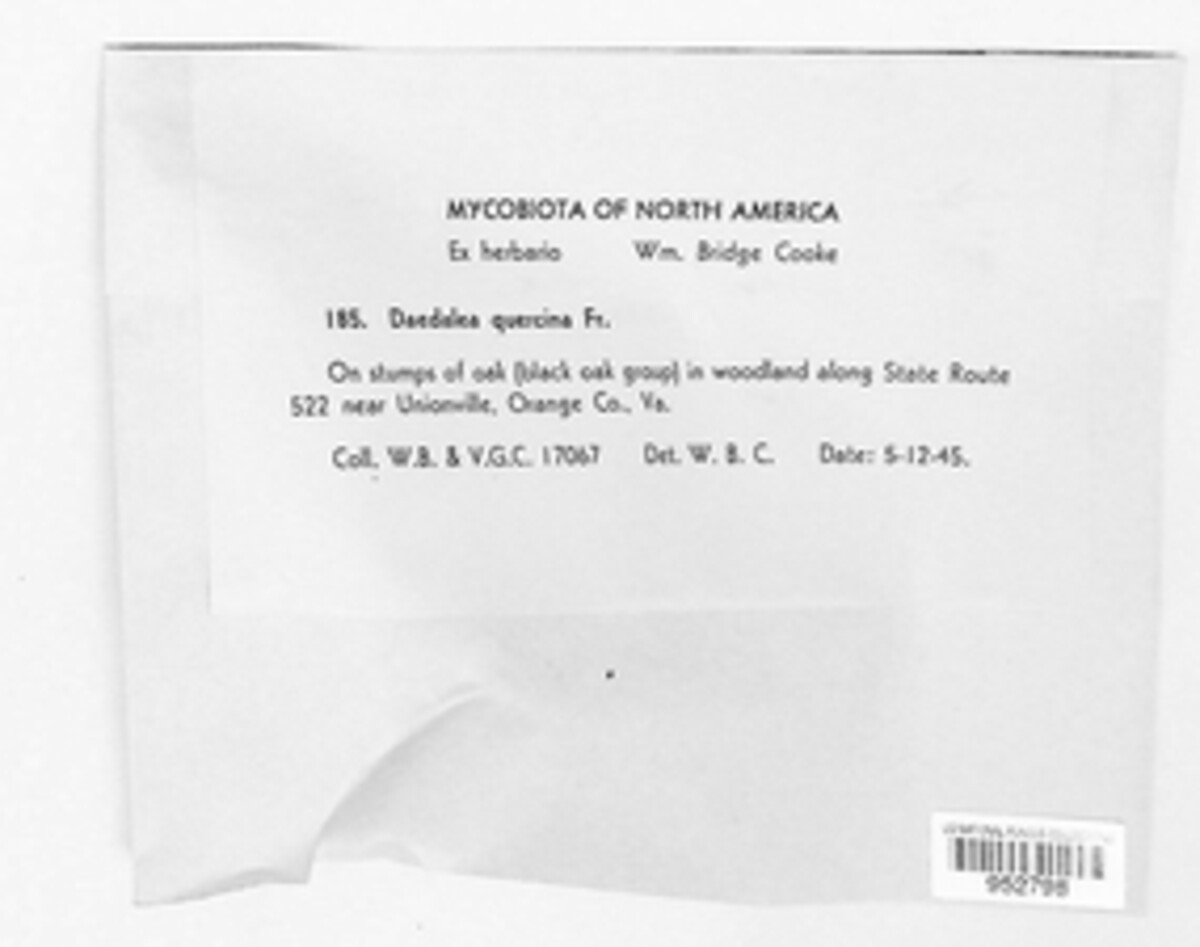 MYCOBIOTA OF NORTH AMERICA
Ex herbario Wm. Bridge Cooke
185. Daedalea quercina Fr.
On stumps of oak (black oak group) in woodland along State Route
522 near Unionville, Orange Co., Va.
Coll. W.B. & V.G.C. 17067 Det. W. B. C. Date: 5-12-45.
952798